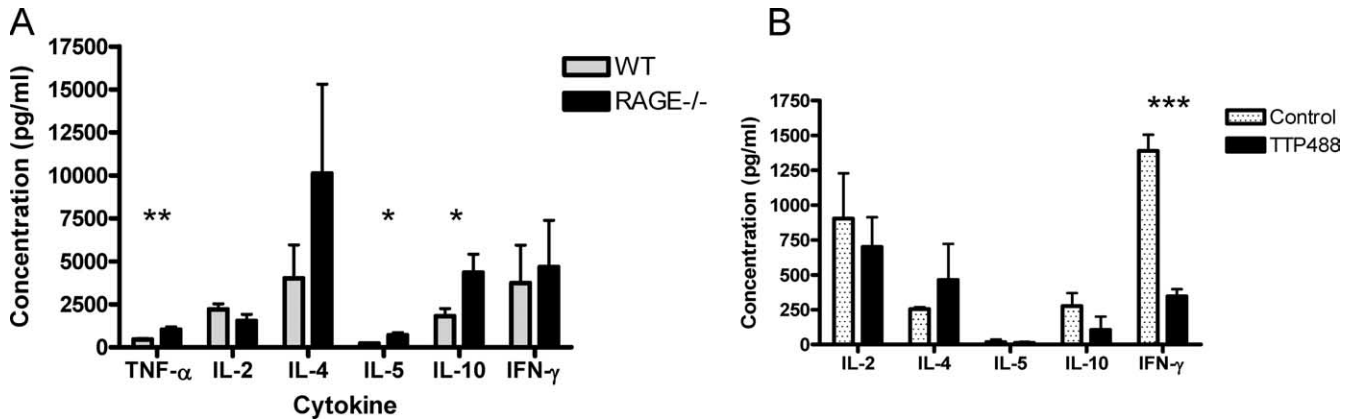 A
Concentration (pg/ml)
17500
15000
12500
10000
7500
5000
2500
0
WT
RAGE-/-
**
*
*
TNF-α IL-2 IL-4 IL-5 IL-10 IFN-γ
Cytokine
B
Concentration (pg/ml)
1750
1500
1250
1000
750
500
250
0
***
Control
TTP488
IL-2 IL-4 IL-5 IL-10 IFN-γ